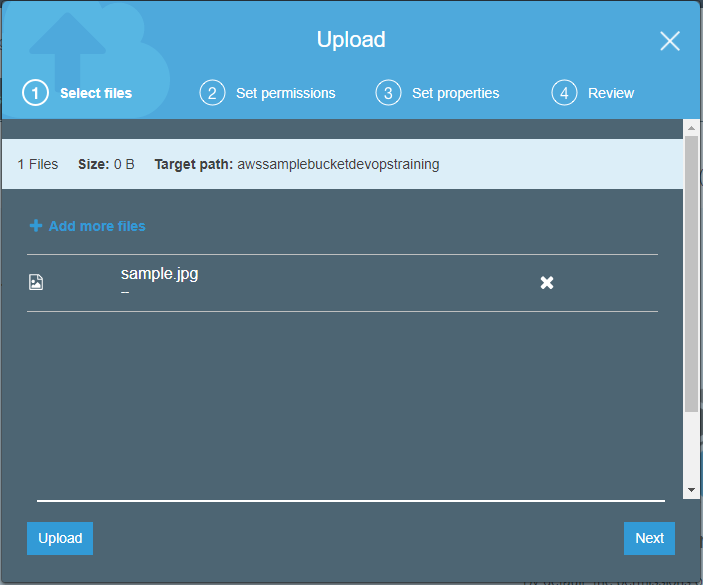 Upload
1 Select files 2 Set permissions 3 Set properties 4 Review
1 Files Size: 0 B Target path: awssamplebucketdevopstraining
Add more files
sample.jpg
–
Upload Next